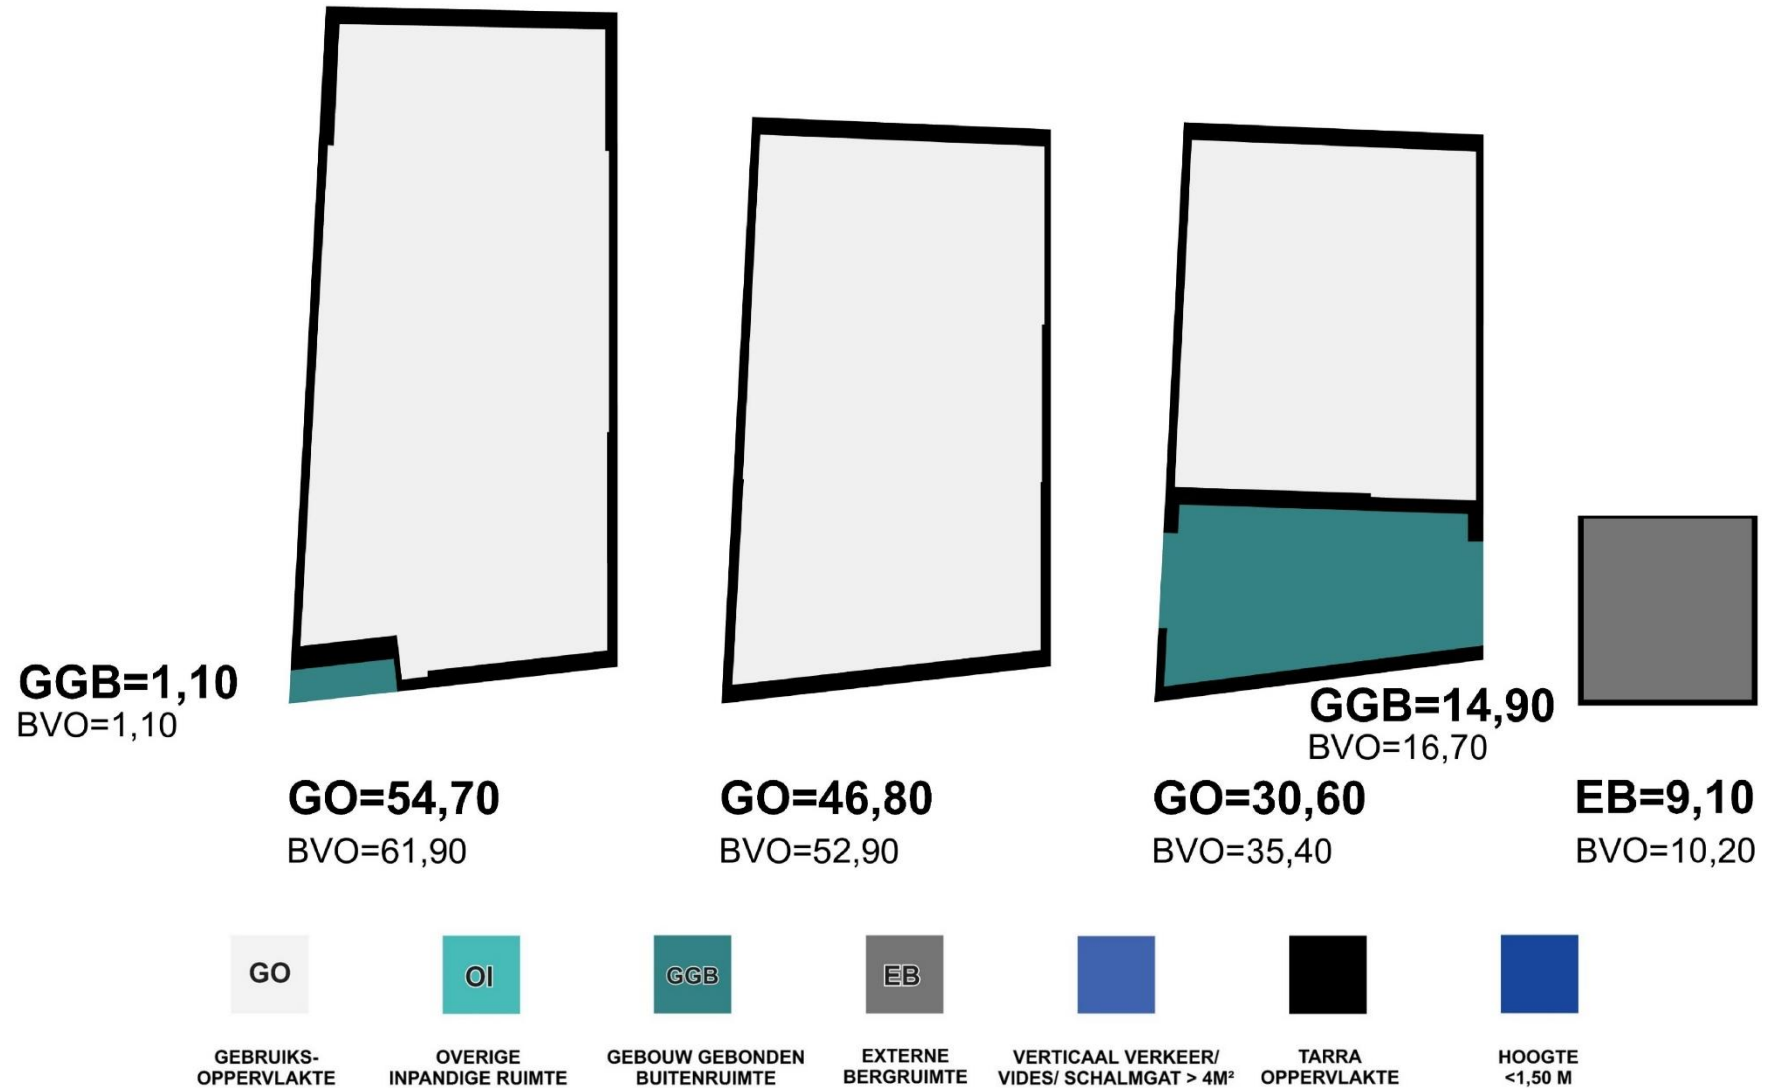 GGB=1,10
BVO=1,10
GGB=14,90
BVO=16,70
GO=54,70
BVO=61,90
GO=46,80
BVO=52,90
GO=30,60
BVO=35,40
EB=9,10
BVO=10,20
GO
OI
GGB
EB
GEBRUIKS-
OPPERVLAKTE
OVERIGE
INPANDIGE RUIMTE
GEBOUW GEBONDEN
BUITENRUIMTE
EXTERNE
BERGRUIMTE
VERTICAAL VERKEER/
VIDES/ SCHALMGAT > 4M²
TARRA
OPPERVLAKTE
HOOGTE
<1,50 M